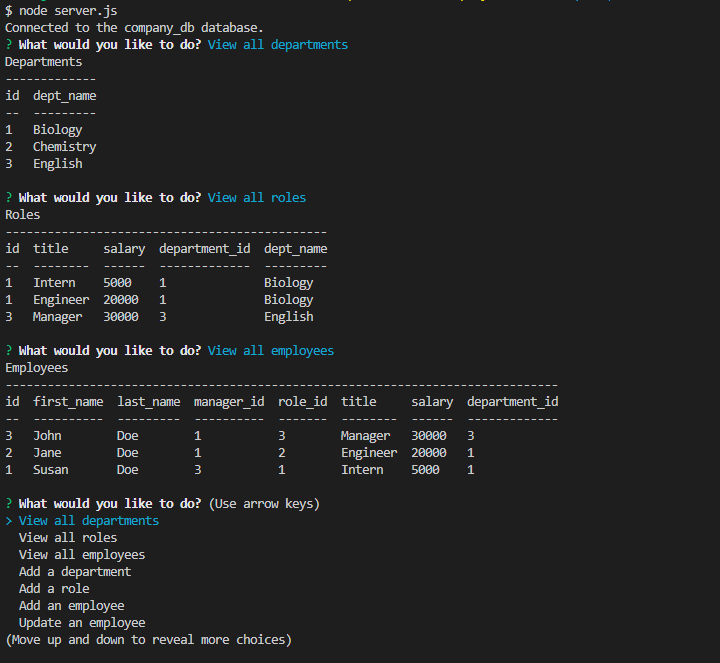 $ node server.js
Connected to the company_db database.
? What would you like to do? View all departments
Departments
-------------
id  dept_name
--  ---------
1   Biology
2   Chemistry
3   English

? What would you like to do? View all roles
Roles
----------------------------------------------
id  title     salary  department_id  dept_name
--  --------  ------  -------------  ---------
1   Intern    5000    1              Biology
1   Engineer  20000   1              Biology
3   Manager   30000   3              English

? What would you like to do? View all employees
Employees
-------------------------------------------------------------------------------
id  first_name  last_name  manager_id  role_id  title     salary  department_id
--  ----------  ---------  ----------  -------  --------  ------  -------------
3   John        Doe        1           3        Manager   30000   3
2   Jane        Doe        1           2        Engineer  20000   1
1   Susan       Doe        3           1        Intern    5000    1

? What would you like to do? (Use arrow keys)
> View all departments
  View all roles
  View all employees
  Add a department
  Add a role
  Add an employee
  Update an employee
(Move up and down to reveal more choices)